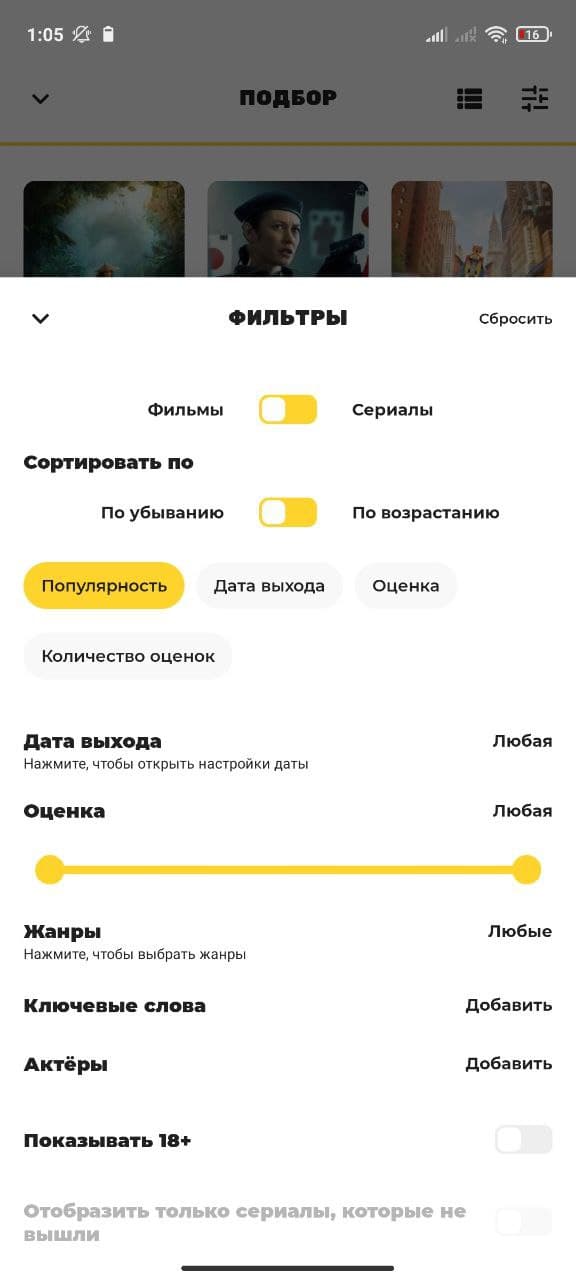 1:05
16
ПОДБОР
ФИЛЬТРЫ
Сбросить
Фильмы
Сериалы
Сортировать по
По убыванию
По возрастанию
Популярность
Дата выхода
Оценка
Количество оценок
Дата выхода
Любая
Нажмите, чтобы открыть настройки даты
Оценка
Любая
Жанры
Любые
Нажмите, чтобы выбрать жанры
Ключевые слова
Добавить
Актёры
Добавить
Показывать 18+
Отобразить только сериалы, которые не
вышли